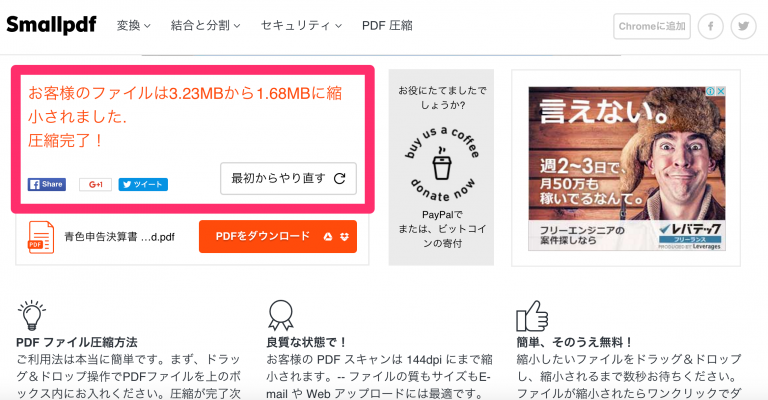 Smallpdf
変換
結合と分割
セキュリティ
PDF 圧縮
Chromeに追加
お客様のファイルは3.23MBから1.68MBに縮
小されました.
圧縮完了！
Share
G+1
ツイート
最初からやり直す
PDF
青色申告決算書 ...d.pdf
PDFをダウンロード
お役にたてましたで
しょうか?
buy us a coffee
donate now
PayPalで
または、ビットコイ
ンの寄付
言えない。
週2～3日で、
月50万も
稼いでるなんて。
フリーエンジニアの
案件探しなら
レバテック
フリーランス
PRODUCED BY Leverages
PDF ファイル圧縮方法
ご利用法は本当に簡単です。まず、ドラッ
グ＆ドロップ操作でPDFファイルを上のボ
ックス内にお入れください。圧縮が完了次
良質な状態で！
お客様の PDF スキャンは 144dpi にまで縮
小されます。-- ファイルの質もサイズもE-
mail や Web アップロードには最適です。
簡単、そのうえ無料！
縮小したいファイルをドラッグ＆ドロップ
し、縮小されるまで数秒お待ちください。
ファイルが縮小されたらワンクリックでダ